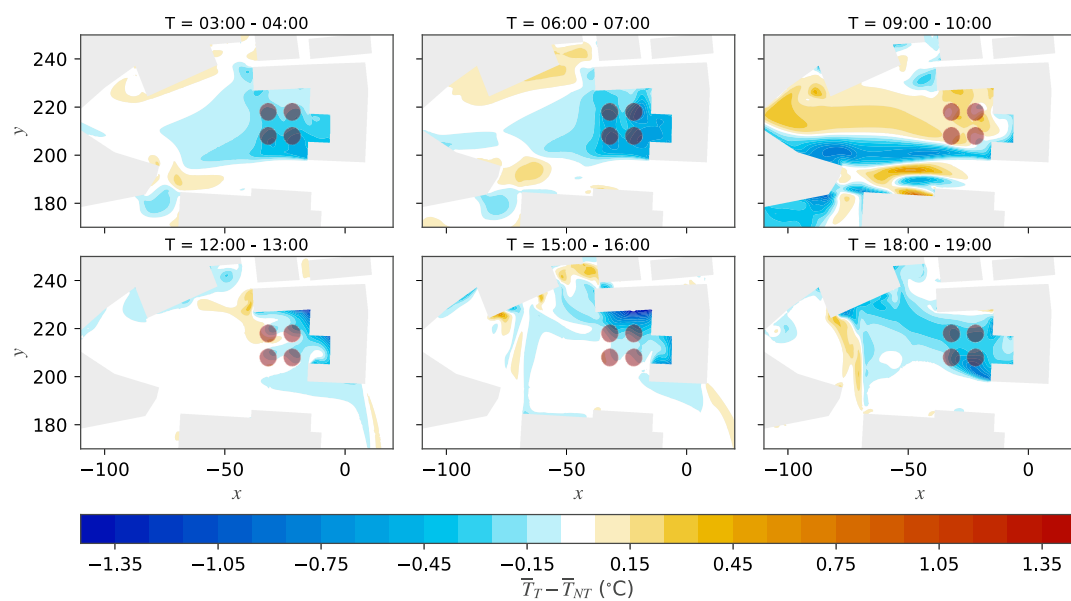 T = 03:00 - 04:00
T = 06:00 - 07:00
T = 09:00 - 10:00
240
220
y
200
180
T = 12:00 - 13:00
T = 15:00 - 16:00
T = 18:00 - 19:00
240
220
y
200
180
−100 −50 0
−100 −50 0
−100 −50 0
x
x
x
−1.35 −1.05 −0.75 −0.45 −0.15 0.15 0.45 0.75 1.05 1.35
T̅_T − T̅_NT (°C)